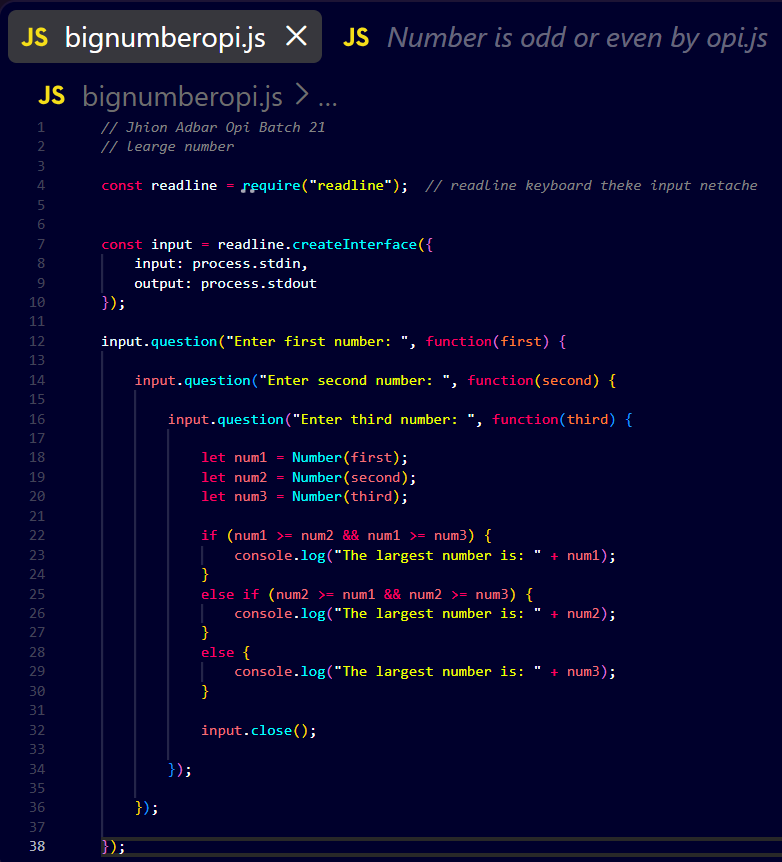 JS bignumberopi.js × JS Number is odd or even by opi.js
JS bignumberopi.js > ...
1 // Jhion Adbar Opi Batch 21
2 // learge number
3
4 const readline = require("readline");  // readline keyboard theke input netache
5
6
7 const input = readline.createInterface({
8     input: process.stdin,
9     output: process.stdout
10 });
11
12 input.question("Enter first number: ", function(first) {
13
14     input.question("Enter second number: ", function(second) {
15
16         input.question("Enter third number: ", function(third) {
17
18             let num1 = Number(first);
19             let num2 = Number(second);
20             let num3 = Number(third);
21
22             if (num1 >= num2 && num1 >= num3) {
23                 console.log("The largest number is: " + num1);
24             }
25             else if (num2 >= num1 && num2 >= num3) {
26                 console.log("The largest number is: " + num2);
27             }
28             else {
29                 console.log("The largest number is: " + num3);
30             }
31
32             input.close();
33
34         });
35
36     });
37
38 });